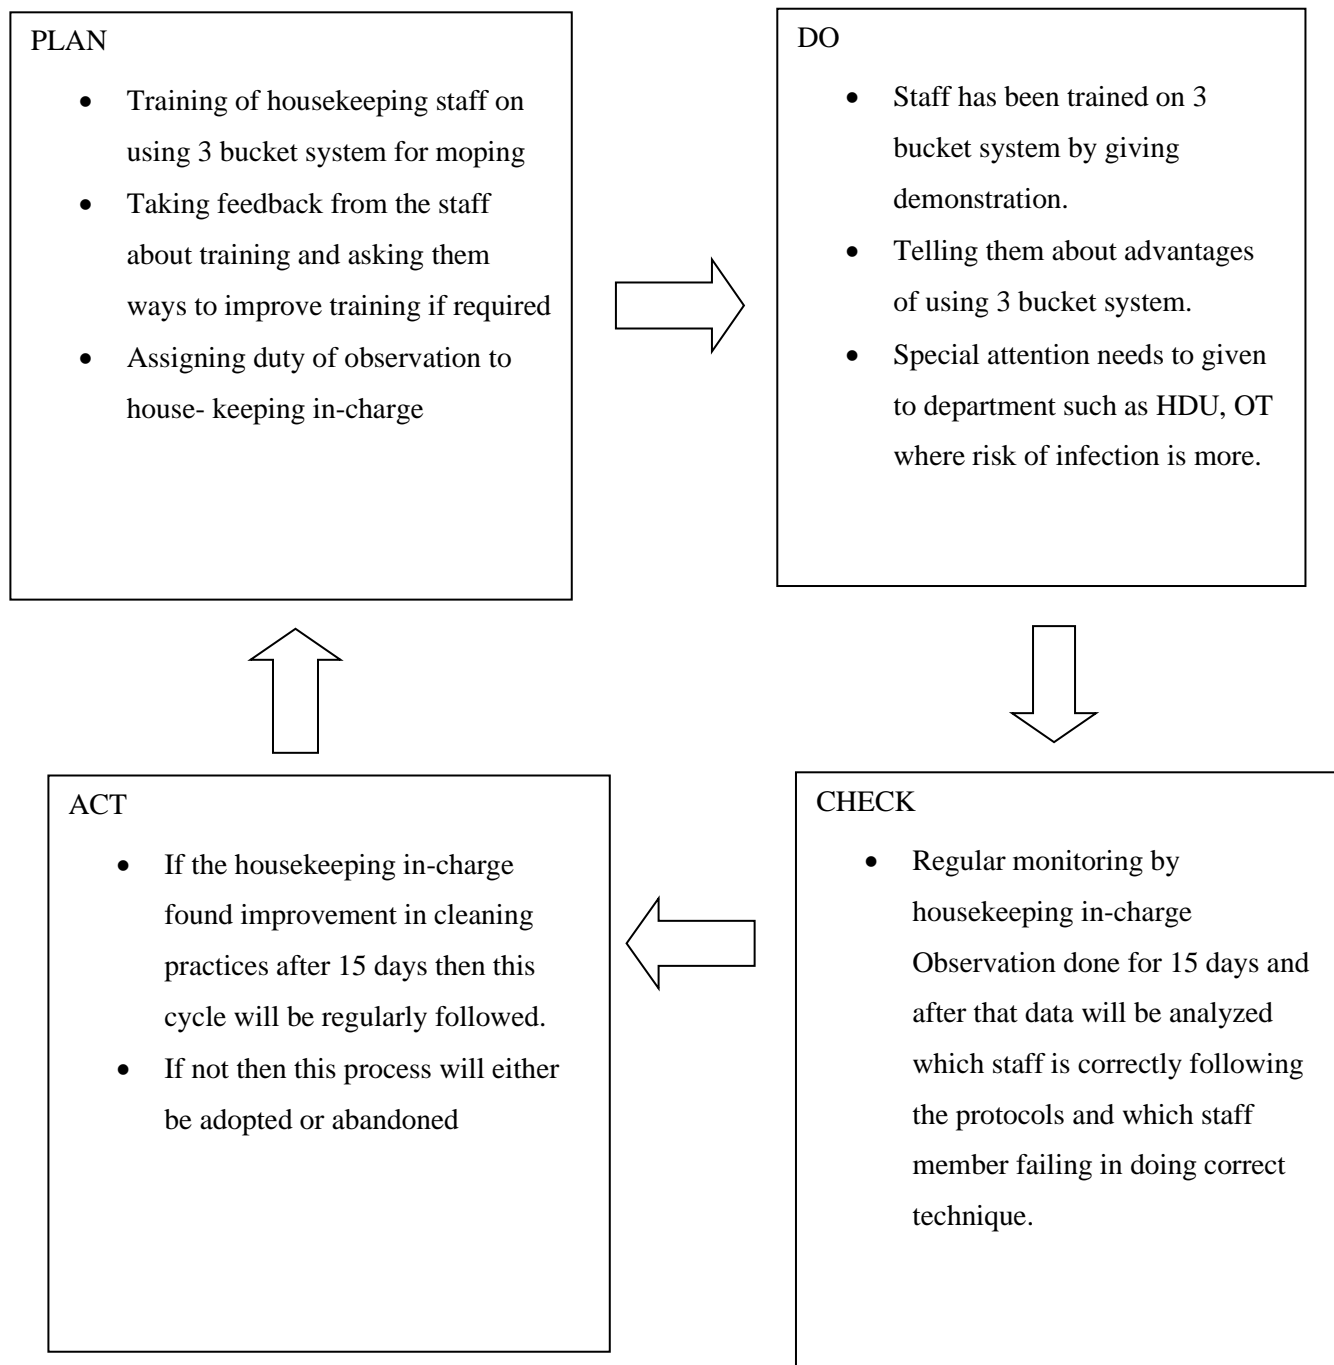 PLAN
• Training of housekeeping staff on
using 3 bucket system for moping
• Taking feedback from the staff
about training and asking them
ways to improve training if required
• Assigning duty of observation to
house- keeping in-charge
DO
• Staff has been trained on 3
bucket system by giving
demonstration.
• Telling them about advantages
of using 3 bucket system.
• Special attention needs to given
to department such as HDU, OT
where risk of infection is more.
CHECK
• Regular monitoring by
housekeeping in-charge
Observation done for 15 days and
after that data will be analyzed
which staff is correctly following
the protocols and which staff
member failing in doing correct
technique.
ACT
• If the housekeeping in-charge
found improvement in cleaning
practices after 15 days then this
cycle will be regularly followed.
• If not then this process will either
be adopted or abandoned